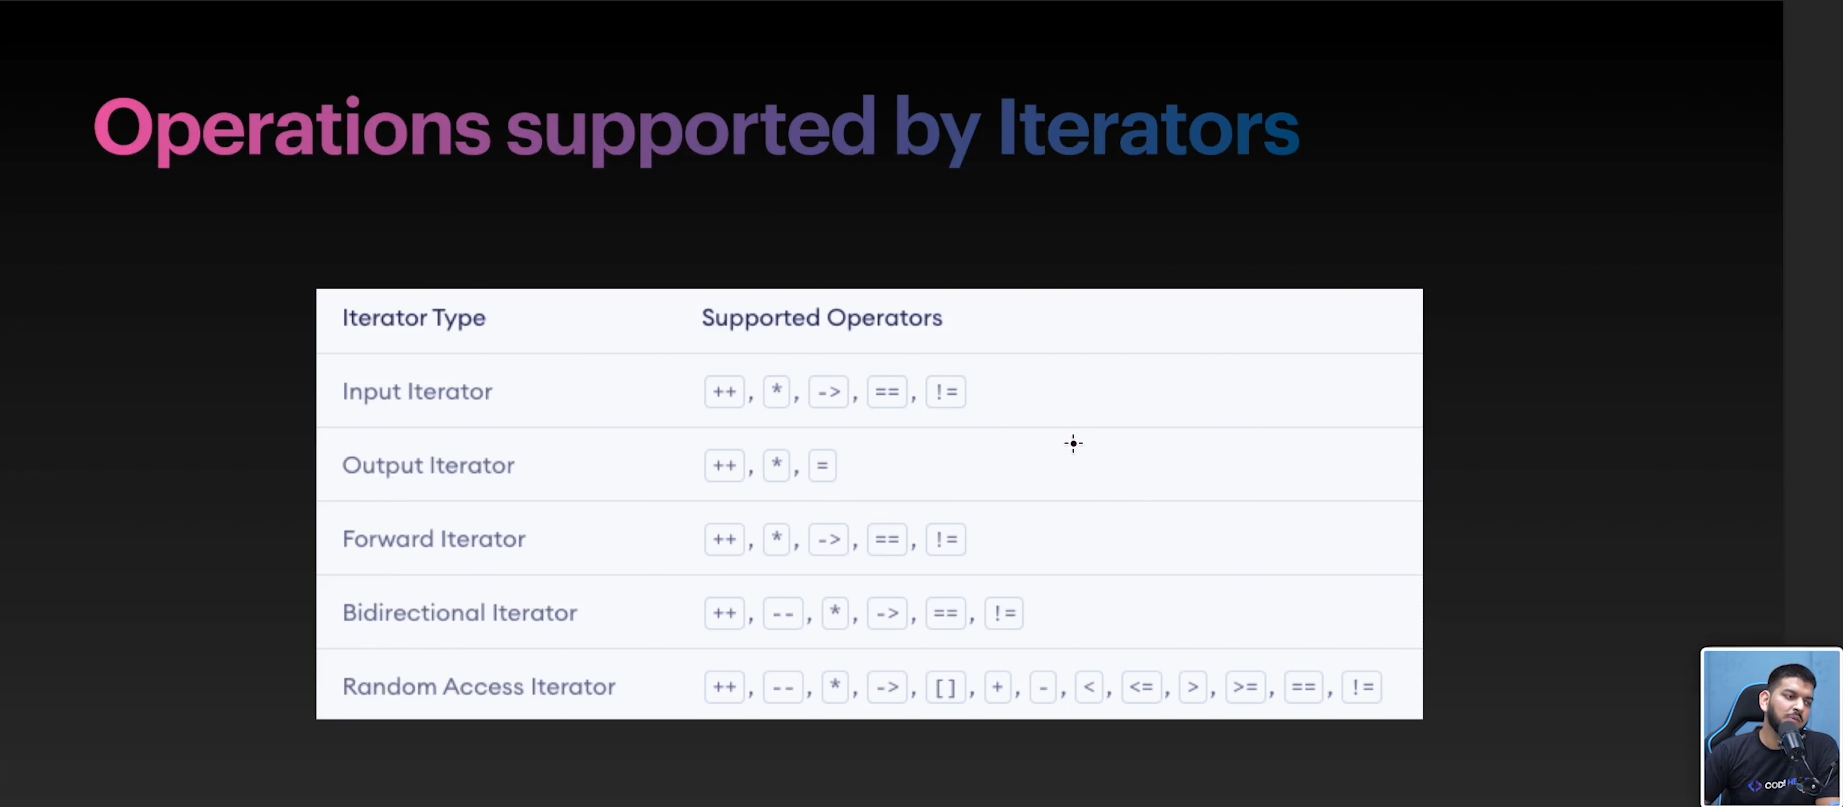 Operations supported by Iterators
Iterator Type Supported Operators
Input Iterator ++ , * , -> , == , !=
Output Iterator ++ , * , =
Forward Iterator ++ , * , -> , == , !=
Bidirectional Iterator ++ , -- , * , -> , == , !=
Random Access Iterator ++ , -- , * , -> , [] , + , - , < , <= , > , >= , == , !=